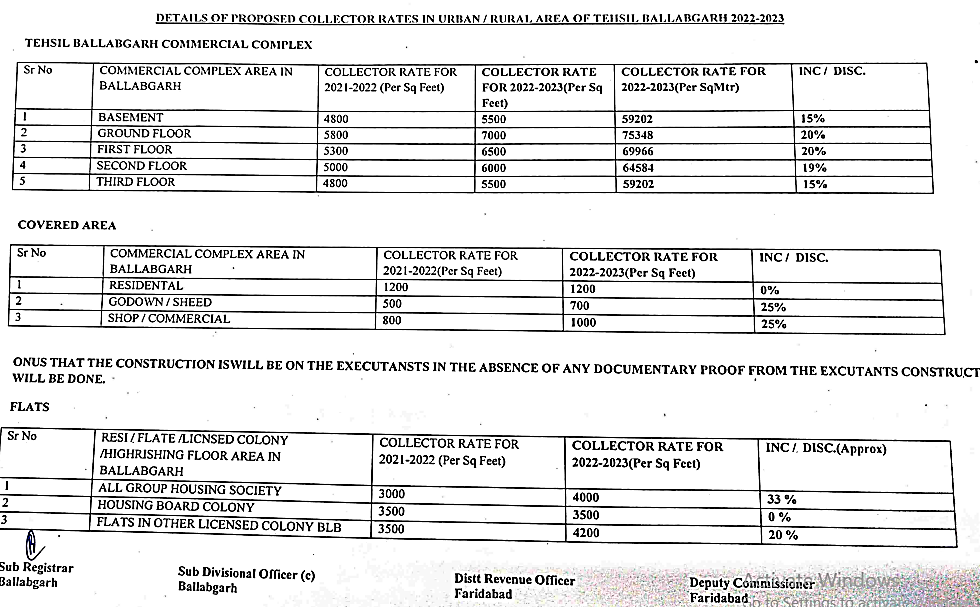 DETAILS OF PROPOSED COLLECTOR RATES IN URBAN / RURAL AREA OF TEHSIL BALLABGARH 2022-2023
TEHSIL BALLABGARH COMMERCIAL COMPLEX
Sr No | COMMERCIAL COMPLEX AREA IN BALLABGARH | COLLECTOR RATE FOR 2021-2022 (Per Sq Feet) | COLLECTOR RATE FOR 2022-2023(Per Sq Feet) | COLLECTOR RATE FOR 2022-2023(Per SqMtr) | INC / DISC.
1 | BASEMENT | 4800 | 5500 | 59202 | 15%
2 | GROUND FLOOR | 5800 | 7000 | 75348 | 20%
3 | FIRST FLOOR | 5300 | 6500 | 69966 | 20%
4 | SECOND FLOOR | 5000 | 6000 | 64584 | 19%
5 | THIRD FLOOR | 4800 | 5500 | 59202 | 15%
COVERED AREA
Sr No | COMMERCIAL COMPLEX AREA IN BALLABGARH | COLLECTOR RATE FOR 2021-2022(Per Sq Feet) | COLLECTOR RATE FOR 2022-2023(Per Sq Feet) | INC / DISC.
1 | RESIDENTAL | 1200 | 1200 | 0%
2 | GODOWN / SHEED | 500 | 700 | 25%
3 | SHOP / COMMERCIAL | 800 | 1000 | 25%
ONUS THAT THE CONSTRUCTION ISWILL BE ON THE EXECUTANSTS IN THE ABSENCE OF ANY DOCUMENTARY PROOF FROM THE EXCUTANTS CONSTRUCT
WILL BE DONE.
FLATS
Sr No | RESI / FLATE /LICNSED COLONY /HIGHRISHING FLOOR AREA IN BALLABGARH | COLLECTOR RATE FOR 2021-2022 (Per Sq Feet) | COLLECTOR RATE FOR 2022-2023(Per Sq Feet) | INC / DISC.(Approx)
1 | ALL GROUP HOUSING SOCIETY | 3000 | 4000 | 33 %
2 | HOUSING BOARD COLONY | 3500 | 3500 | 0 %
3 | FLATS IN OTHER LICENSED COLONY BLB | 3500 | 4200 | 20 %
Sub Registrar
Ballabgarh
Sub Divisional Officer (c)
Ballabgarh
Distt Revenue Officer
Faridabad
Deputy Commissioner
Faridabad
Activate Windows
Go to Settings to activate